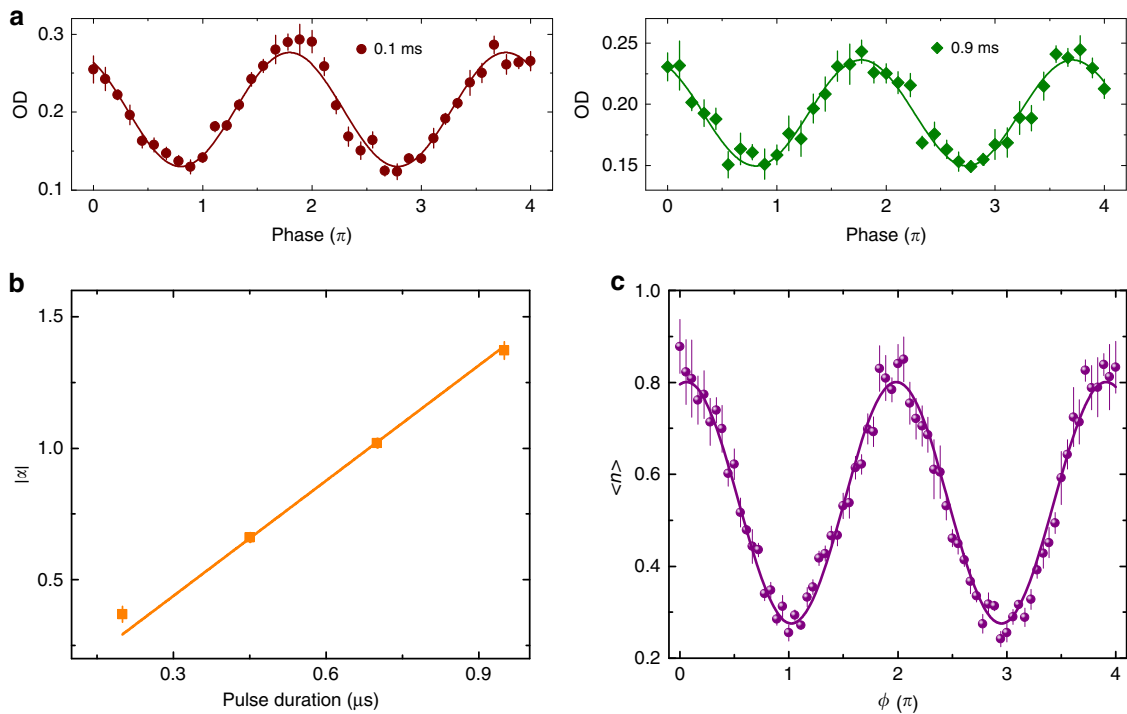 a
0.3
0.2
0.1
OD
0.1 ms
0 1 2 3 4
Phase (π)
0.25
0.20
0.15
OD
0.9 ms
0 1 2 3 4
Phase (π)
b
1.5
1.0
0.5
|α|
0.3 0.6 0.9
Pulse duration (μs)
c
1.0
0.8
0.6
0.4
0.2
<n>
0 1 2 3 4
ϕ (π)